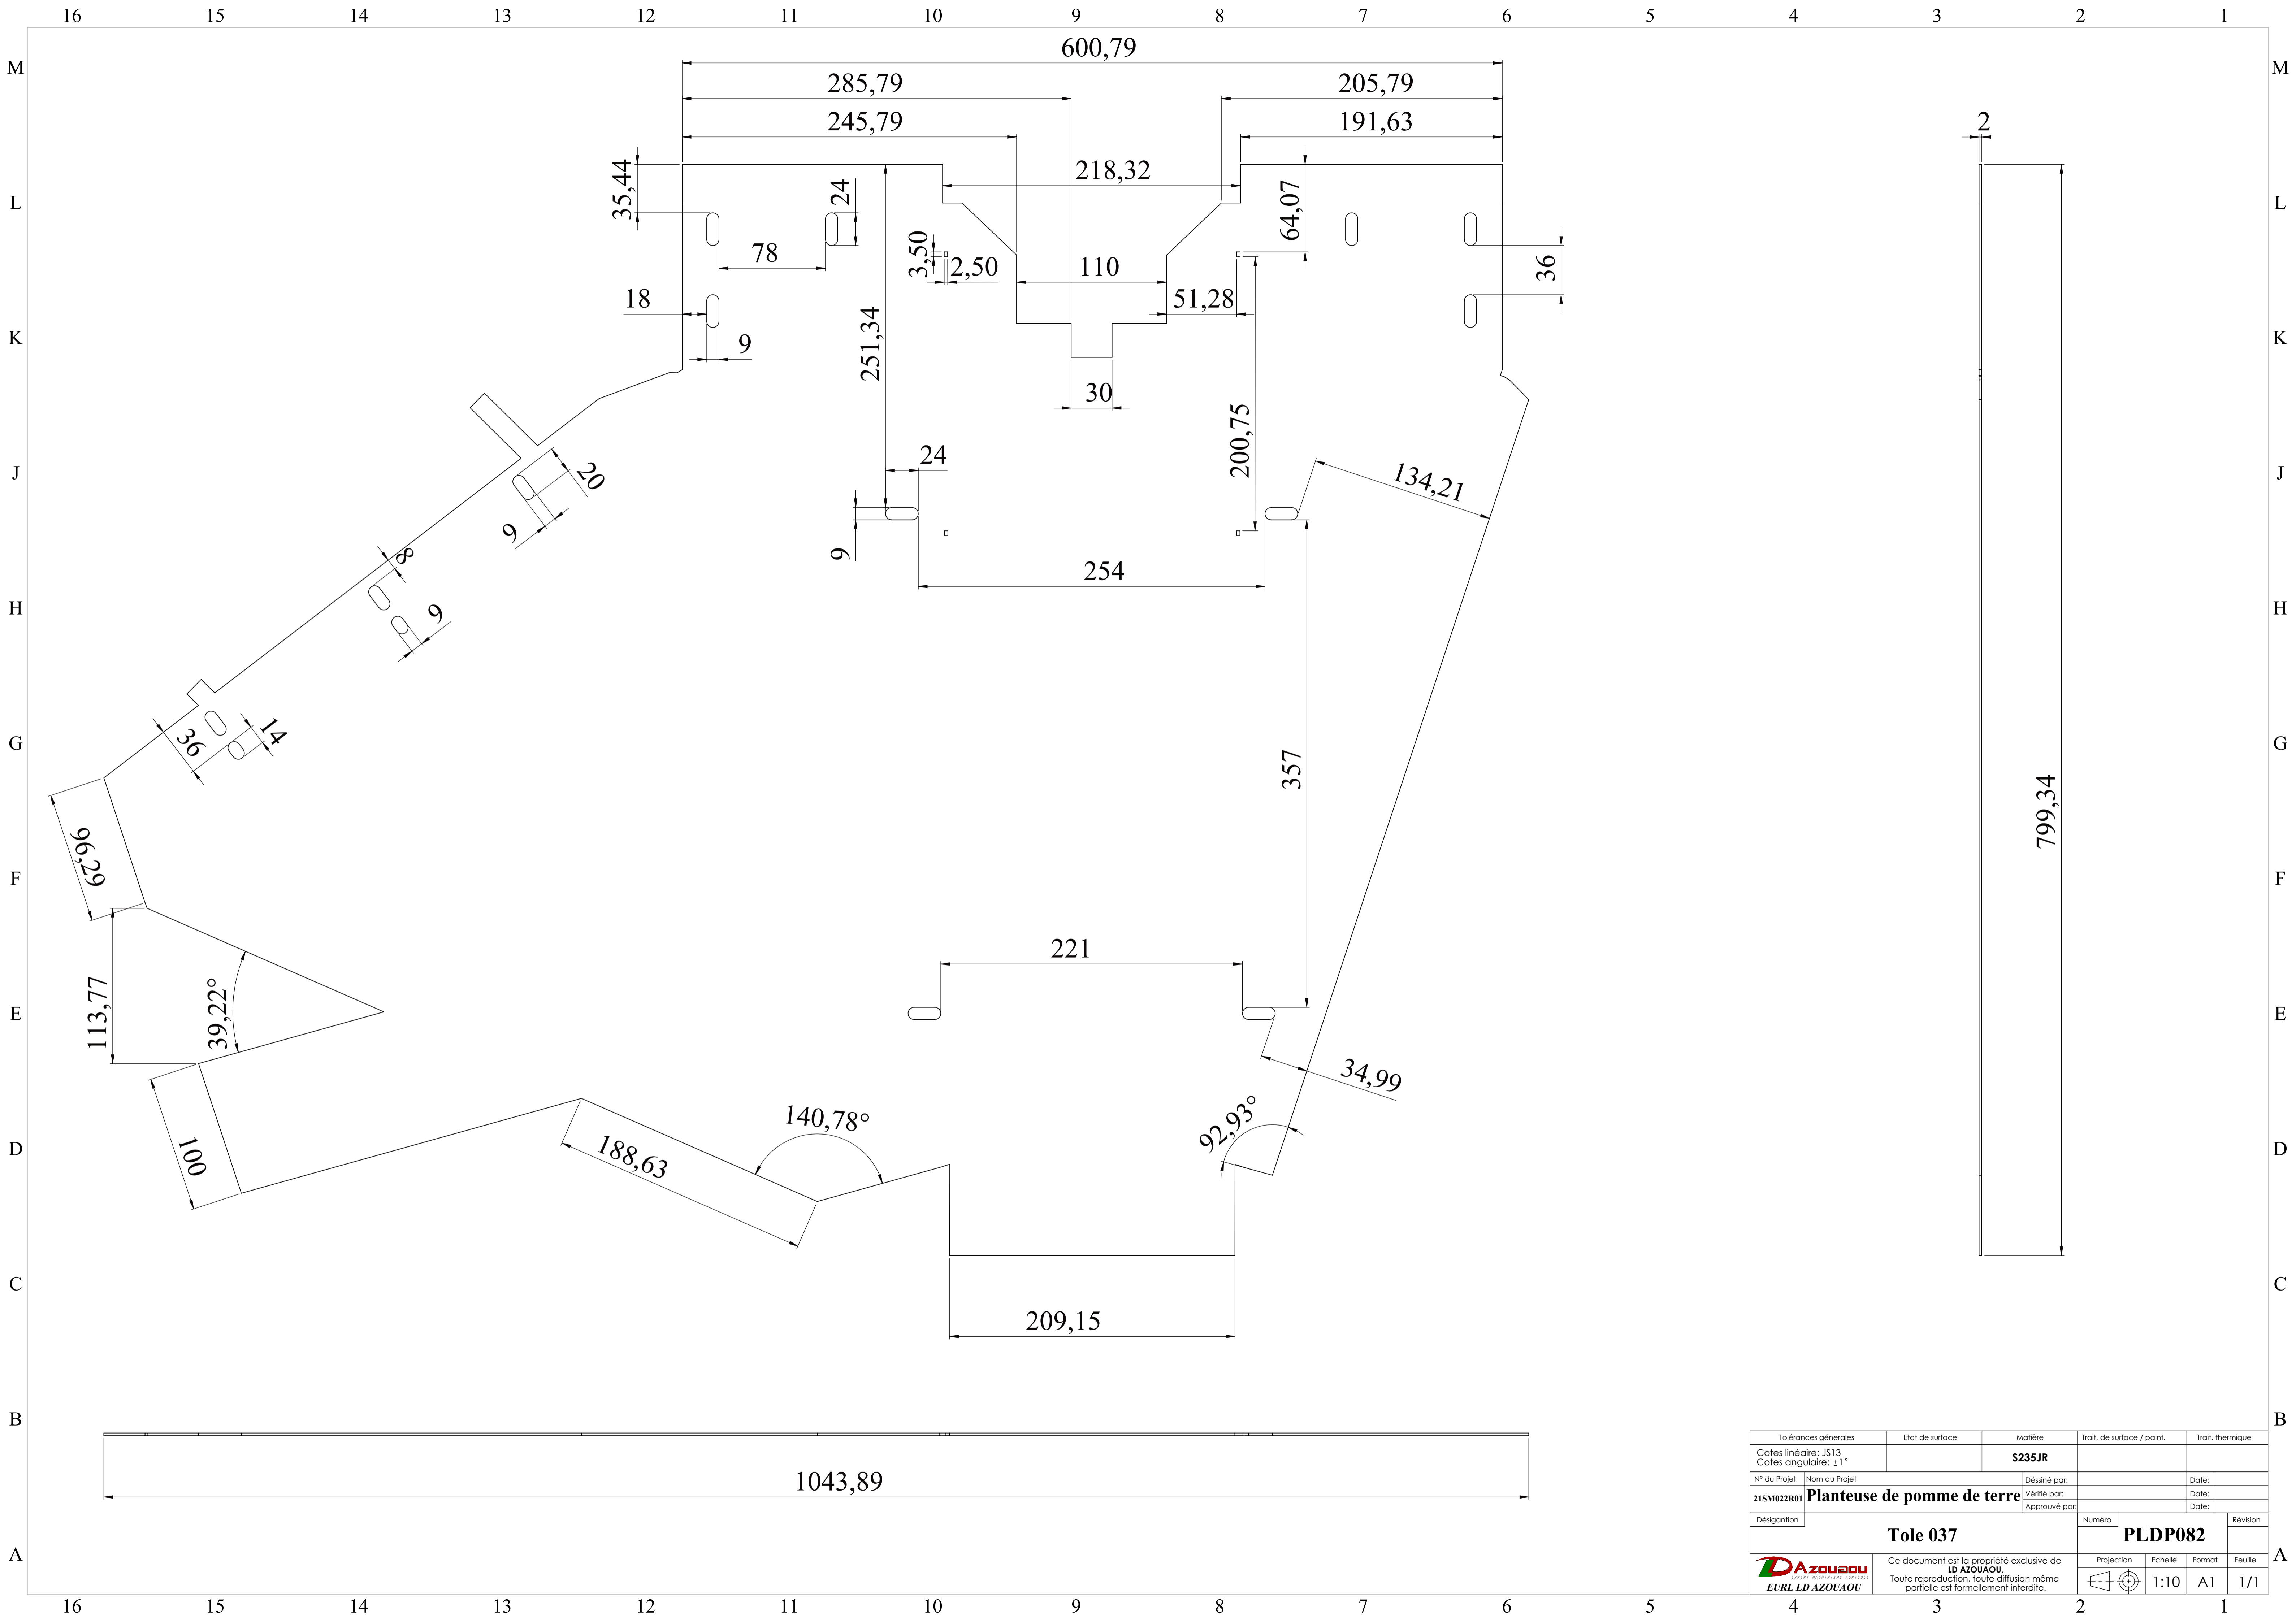 16 15 14 13 12 11 10 9 8 7 6 5 4 3 2 1
M
600,79
M
285,79
205,79
245,79
191,63
2
218,32
35,44
24
64,07
L
L
3,50
78
2,50
110
36
18
51,28
251,34
K
9
K
30
200,75
24
134,21
J
20
J
9
9
8
254
H
9
H
14
36
G
G
357
799,34
96,29
F
F
221
113,77
39,22°
E
E
34,99
140,78°
92,93°
D
100
188,63
D
C
C
209,15
B
B
1043,89
A
A
Tolérances génerales
Etat de surface
Matière
Trait. de surface / paint.
Trait. thermique
Cotes linéaire: JS13
Cotes angulaire: ±1°
S235JR
N° du Projet
Nom du Projet
Déssiné par:
Date:
21SM022R01
Planteuse de pomme de terre
Vérifié par:
Date:
Approuvé par:
Date:
Désigantion
Numéro
Révision
Tole 037
PLDP082
D AZOUAOU
EXPERT MACHINISME AGRICOLE
EURL LD AZOUAOU
Ce document est la propriété exclusive de
LD AZOUAOU.
Toute reproduction, toute diffusion même
partielle est formellement interdite.
Projection
Echelle
Format
Feuille
1:10
A1
1/1
16 15 14 13 12 11 10 9 8 7 6 5 4 3 2 1